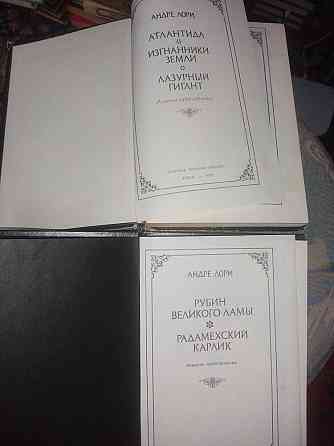 АНДРЕ ЛОРИ
АТЛАНТИДА
ИЗГНАННИКИ
ЗЕМЛИ
ЛАЗУРНЫЙ
ГИГАНТ
АНДРЕ ЛОРИ
РУБИН
ВЕЛИКОГО ЛАМЫ
РАДАМЕХСКИЙ
КАРЛИК